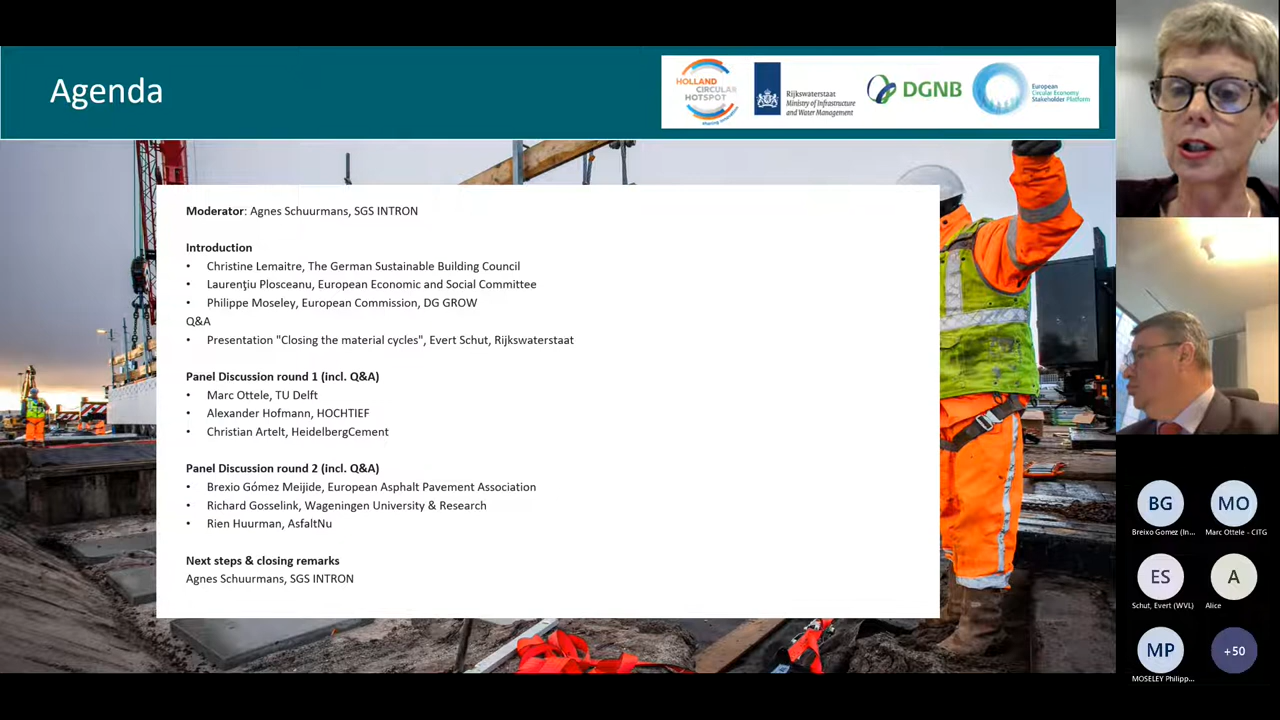 Agenda
HOLLAND
CIRCULAR
HOTSPOT
Rijkswaterstaat
Ministry of Infrastructure
and Water Management
DGNB
European
Circular Economy
Stakeholder Platform
Moderator: Agnes Schuurmans, SGS INTRON
Introduction
• Christine Lemaitre, The German Sustainable Building Council
• Laurenţiu Plosceanu, European Economic and Social Committee
• Philippe Moseley, European Commission, DG GROW
Q&A
• Presentation "Closing the material cycles", Evert Schut, Rijkswaterstaat
Panel Discussion round 1 (incl. Q&A)
• Marc Ottele, TU Delft
• Alexander Hofmann, HOCHTIEF
• Christian Artelt, HeidelbergCement
Panel Discussion round 2 (incl. Q&A)
• Brexio Gómez Meijide, European Asphalt Pavement Association
• Richard Gosselink, Wageningen University & Research
• Rien Huurman, AsfaltNu
Next steps & closing remarks
Agnes Schuurmans, SGS INTRON
BG MO
Breixo Gomez (In... Marc Ottele - CITG
ES A
Schut, Evert (WVL) Alice
MP +50
MOSELEY Philipp...